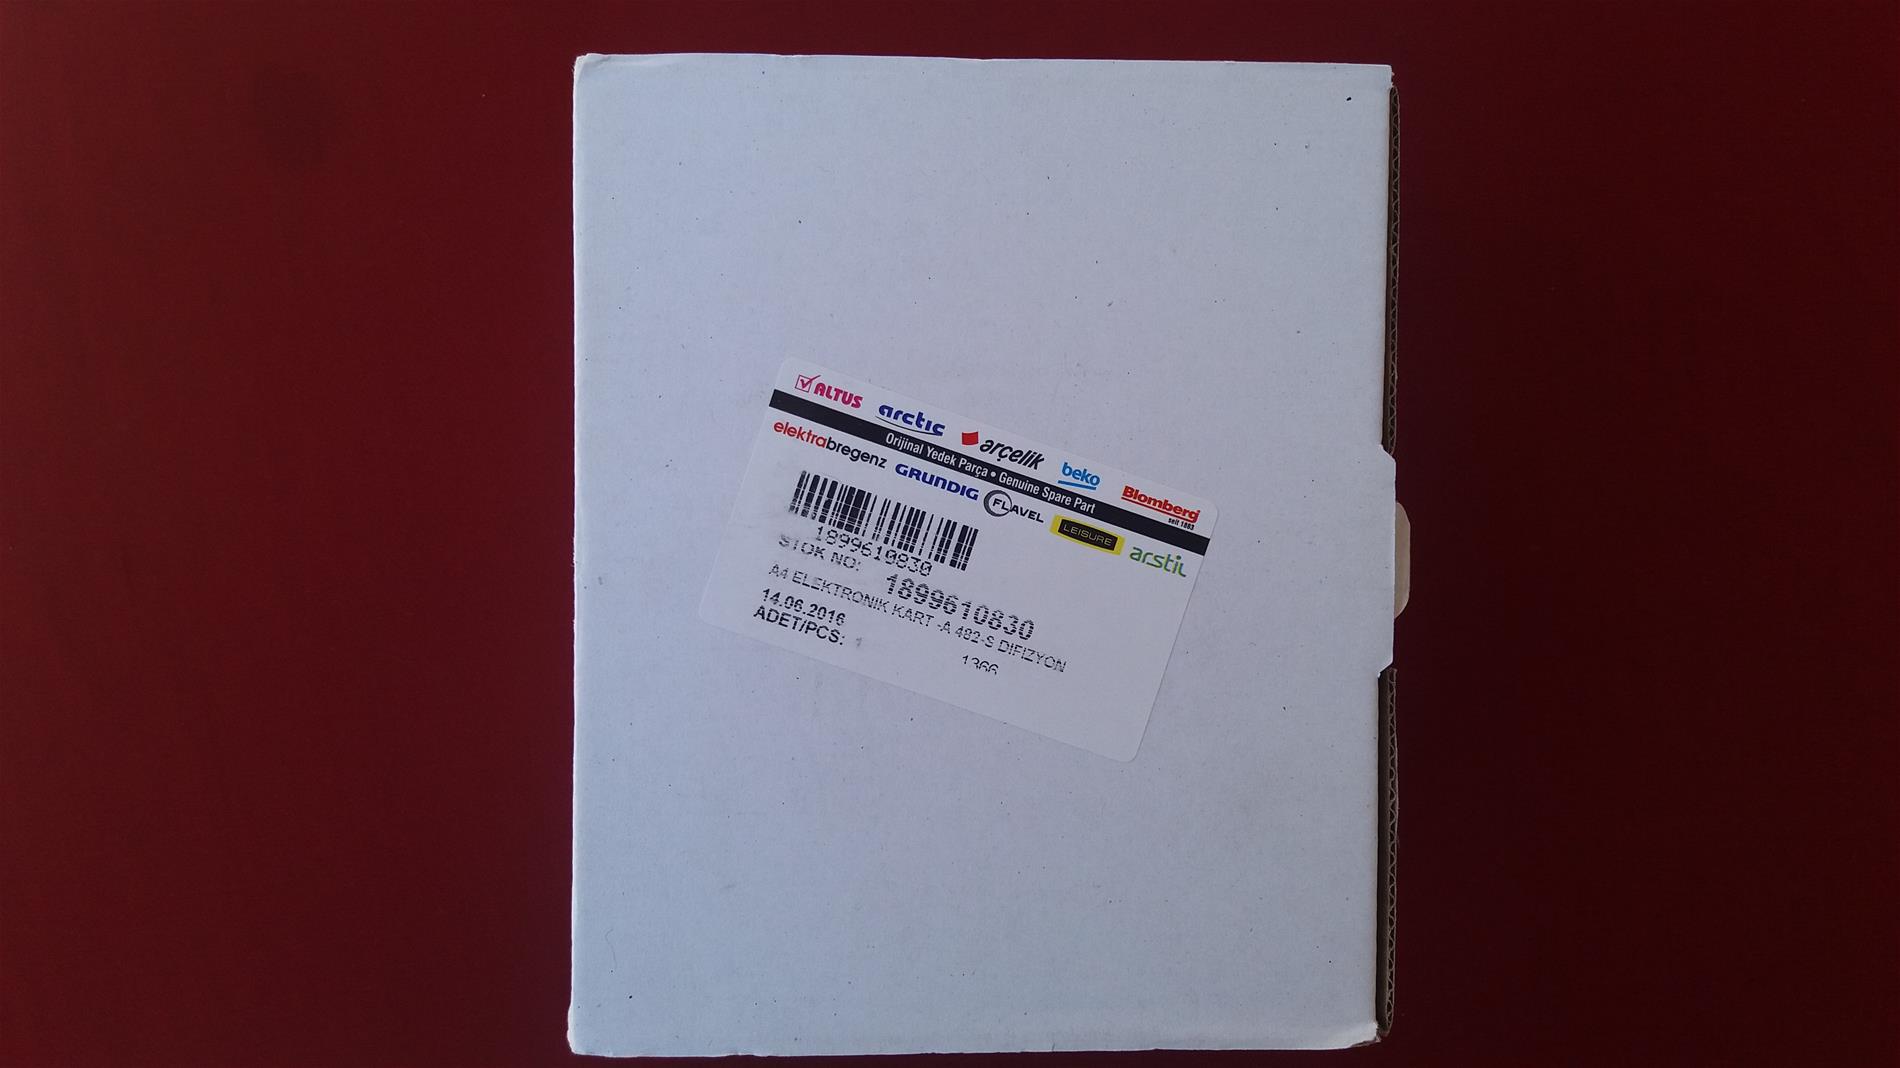 ALTUS arctic arçelik beko Blomberg
seit 1883
Orijinal Yedek Parça • Genuine Spare Part
elektrabregenz GRUNDIG FLAVEL LEISURE arstil
1899610830
STOK NO: 1899610830
A4 ELEKTRONIK KART -A 482-S DIFIZYON
14.06.2016
ADET/PCS: 1
1366